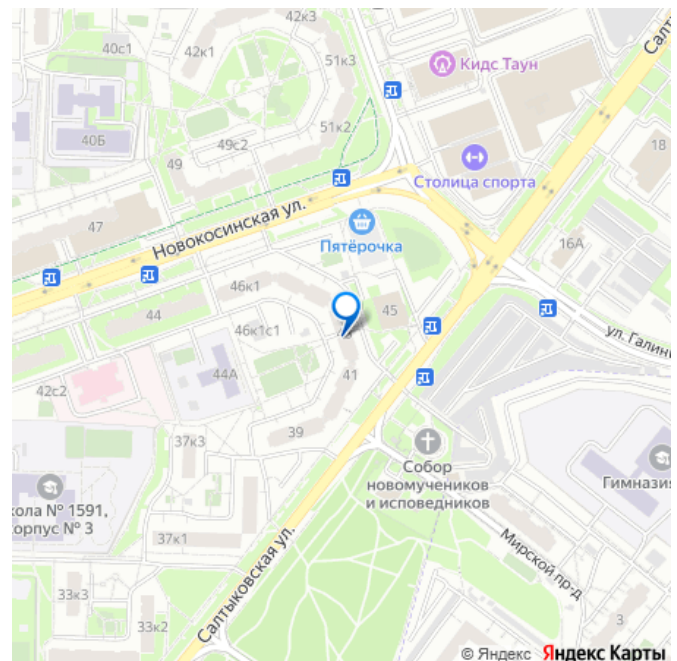 42к3
40с1
51к3
Кидс Таун
Салт
51к2
40Б
49с2
49
18
Столица спорта
47
Новокосинская ул.
Пятёрочка
16А
46к1
44
45
46к1с1
ул. Галин
44А
41
42с2
39
37к3
Собор
новомучеников
и исповедников
Гимназия
кола № 1591,
орпус № 3
37к1
Мирской пр-д
Салтыковская ул.
33к3
33к2
3
© Яндекс Яндекс Карты